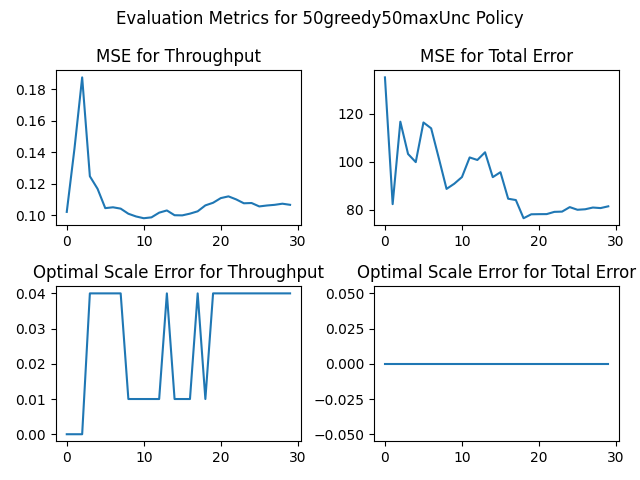 Evaluation Metrics for 50greedy50maxUnc Policy
MSE for Throughput
0.18
0.16
0.14
0.12
0.10
0 10 20 30
MSE for Total Error
120
100
80
0 10 20 30
Optimal Scale Error for Throughput
0.04
0.03
0.02
0.01
0.00
0 10 20 30
Optimal Scale Error for Total Error
0.050
0.025
0.000
−0.025
−0.050
0 10 20 30